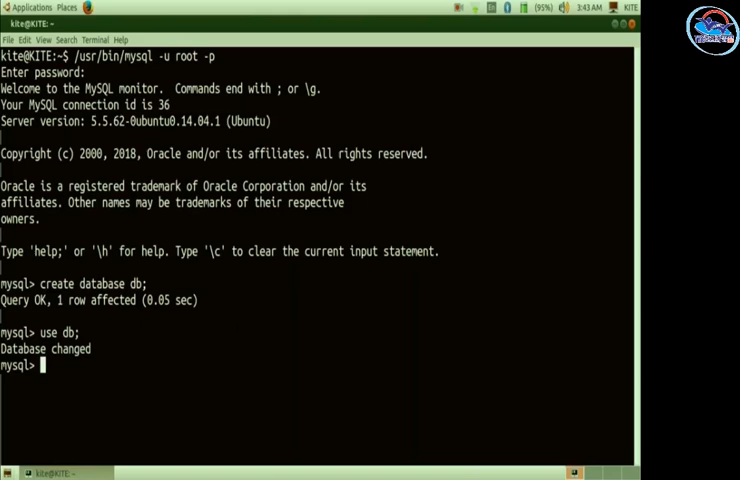 Applications Places
En
(95%)
3:43 AM
KITE
kite@KITE: ~
File Edit View Search Terminal Help
kite@KITE:~$ /usr/bin/mysql -u root -p
Enter password:
Welcome to the MySQL monitor.  Commands end with ; or \g.
Your MySQL connection id is 36
Server version: 5.5.62-0ubuntu0.14.04.1 (Ubuntu)
Copyright (c) 2000, 2018, Oracle and/or its affiliates. All rights reserved.
Oracle is a registered trademark of Oracle Corporation and/or its
affiliates. Other names may be trademarks of their respective
owners.
Type 'help;' or '\h' for help. Type '\c' to clear the current input statement.
mysql> create database db;
Query OK, 1 row affected (0.05 sec)
mysql> use db;
Database changed
mysql>
kite@KITE: ~